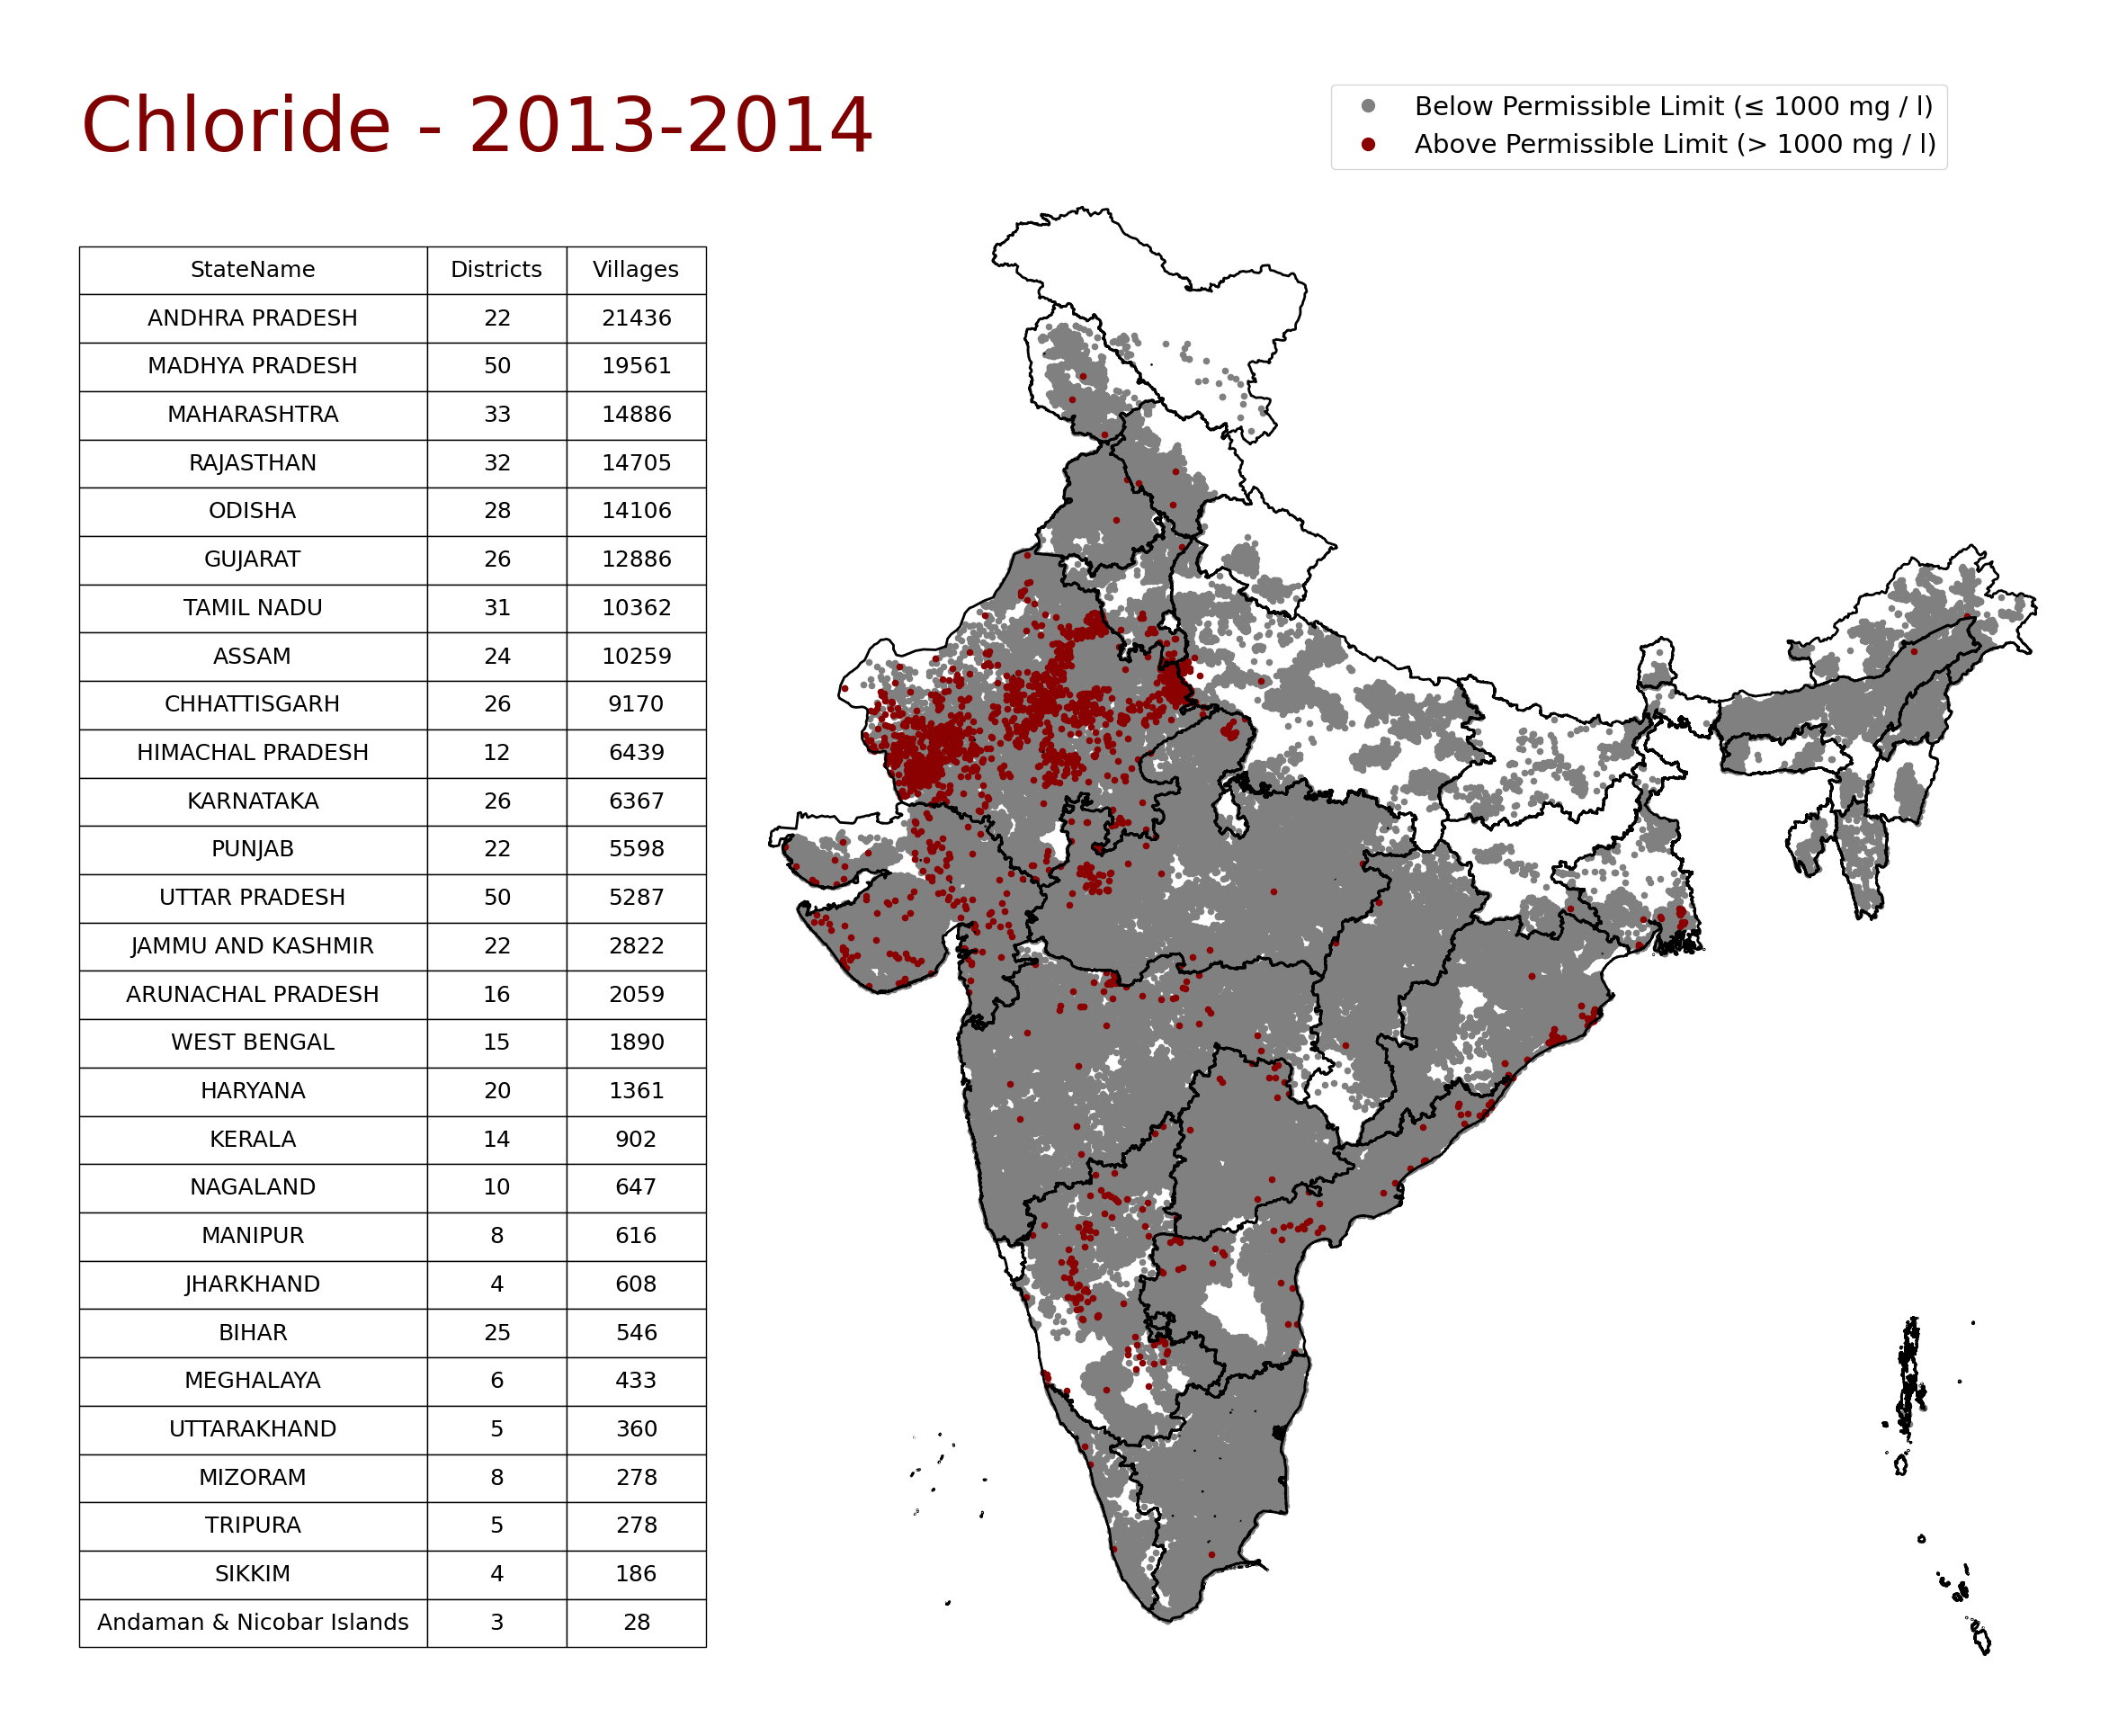 Chloride - 2013-2014
Below Permissible Limit (≤ 1000 mg / l)
Above Permissible Limit (> 1000 mg / l)
StateName Districts Villages
ANDHRA PRADESH 22 21436
MADHYA PRADESH 50 19561
MAHARASHTRA 33 14886
RAJASTHAN 32 14705
ODISHA 28 14106
GUJARAT 26 12886
TAMIL NADU 31 10362
ASSAM 24 10259
CHHATTISGARH 26 9170
HIMACHAL PRADESH 12 6439
KARNATAKA 26 6367
PUNJAB 22 5598
UTTAR PRADESH 50 5287
JAMMU AND KASHMIR 22 2822
ARUNACHAL PRADESH 16 2059
WEST BENGAL 15 1890
HARYANA 20 1361
KERALA 14 902
NAGALAND 10 647
MANIPUR 8 616
JHARKHAND 4 608
BIHAR 25 546
MEGHALAYA 6 433
UTTARAKHAND 5 360
MIZORAM 8 278
TRIPURA 5 278
SIKKIM 4 186
Andaman & Nicobar Islands 3 28